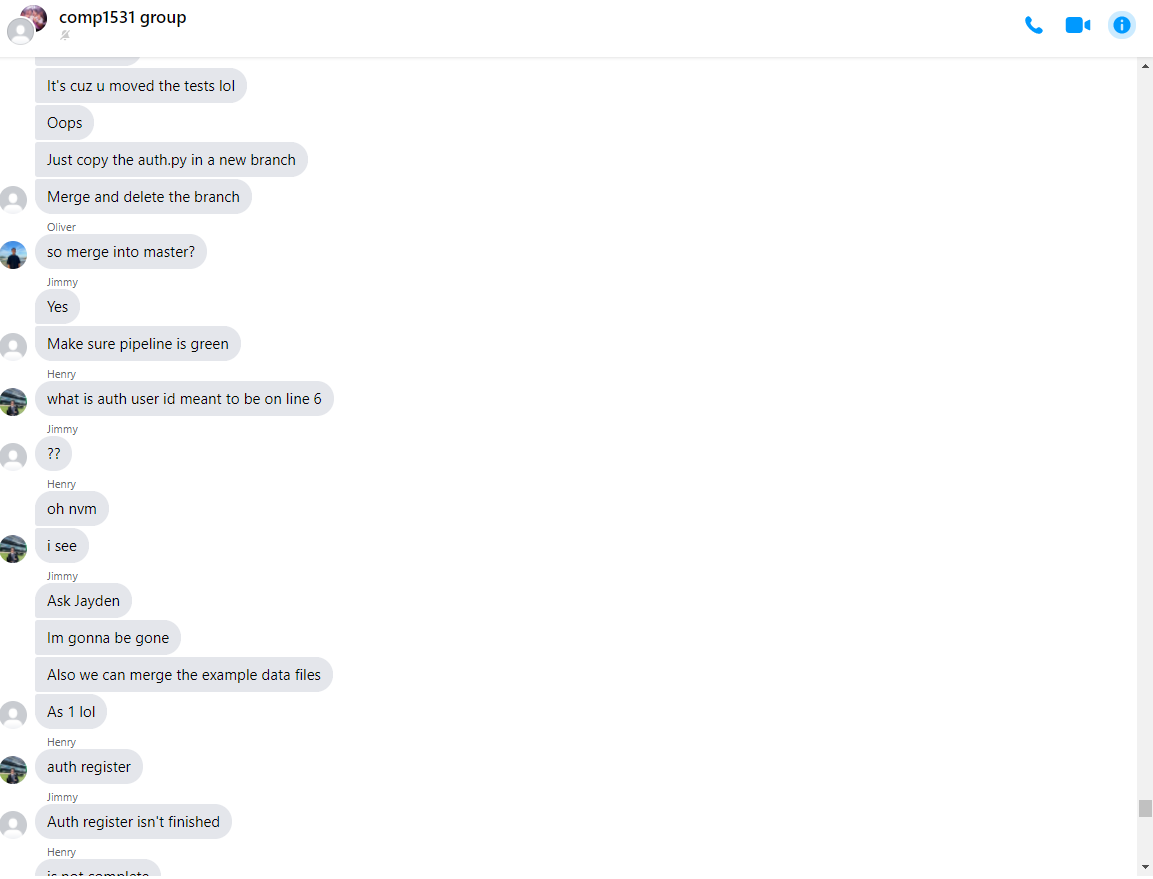 comp1531 group
It's cuz u moved the tests lol
Oops
Just copy the auth.py in a new branch
Merge and delete the branch
Oliver
so merge into master?
Jimmy
Yes
Make sure pipeline is green
Henry
what is auth user id meant to be on line 6
Jimmy
??
Henry
oh nvm
i see
Jimmy
Ask Jayden
Im gonna be gone
Also we can merge the example data files
As 1 lol
Henry
auth register
Jimmy
Auth register isn't finished
Henry
is not complete